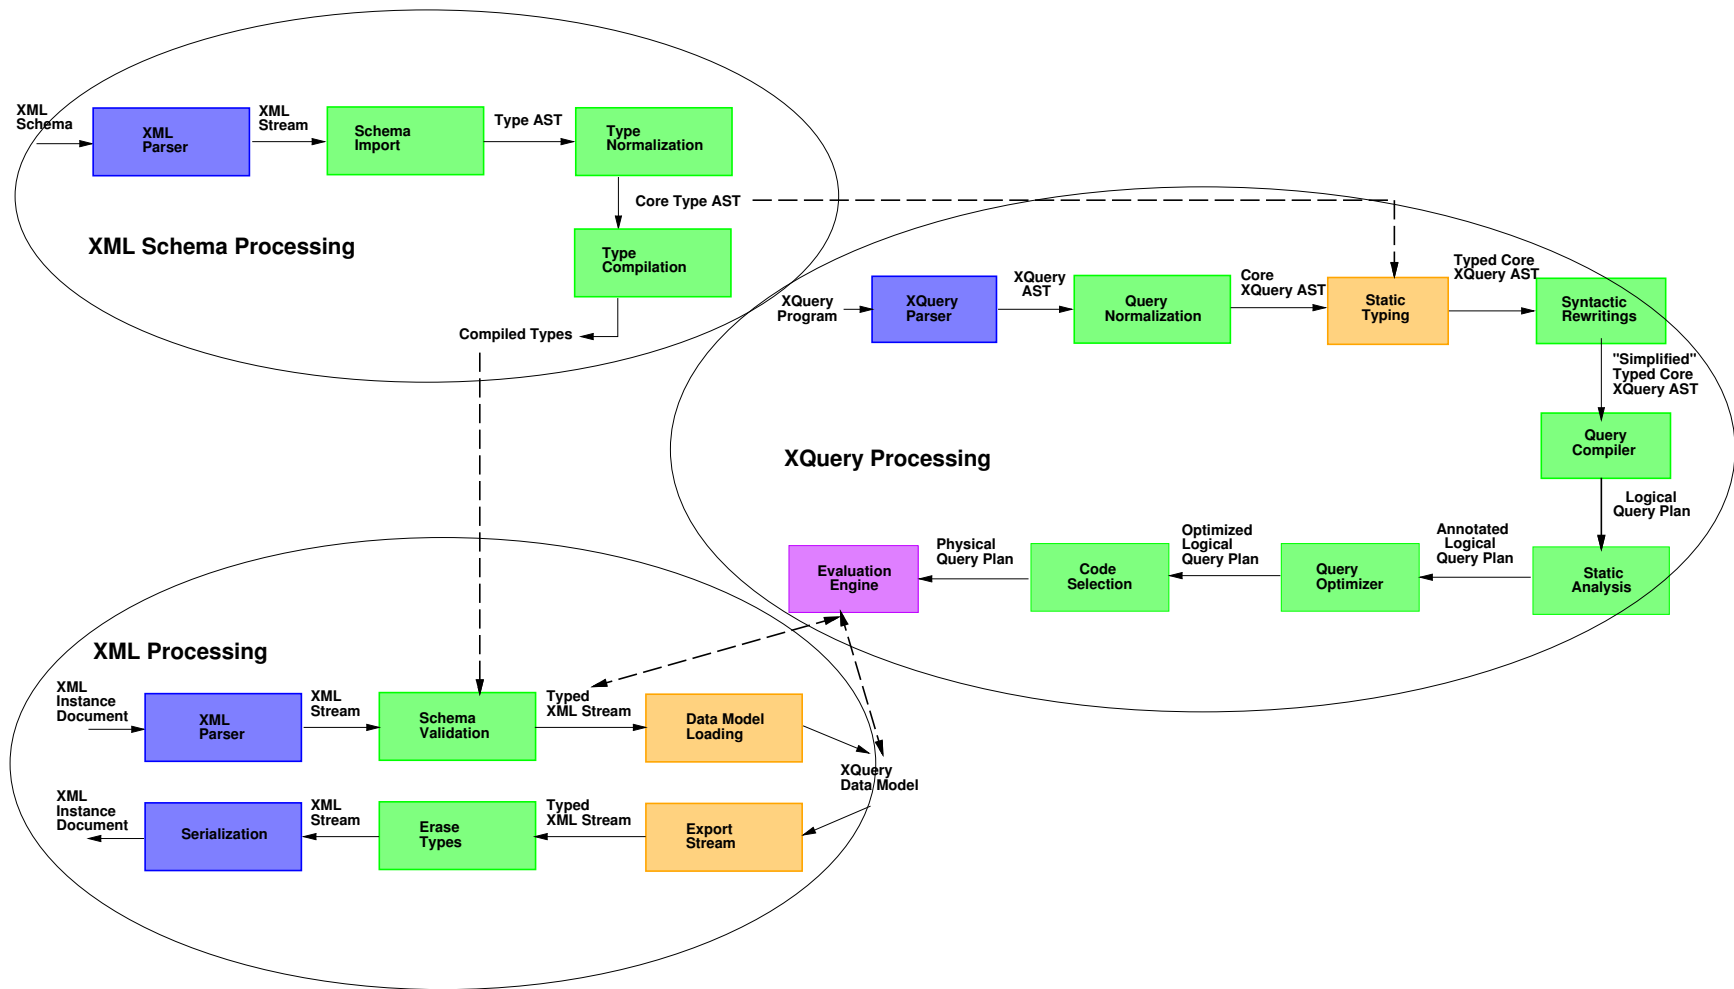 XML
Schema
XML
Parser
XML
Stream
Schema
Import
Type AST
Type
Normalization
Core Type AST
XML Schema Processing
Type
Compilation
Compiled Types
XQuery
Program
XQuery
Parser
XQuery
AST
Query
Normalization
Core
XQuery AST
Static
Typing
Typed Core
XQuery AST
Syntactic
Rewritings
"Simplified"
Typed Core
XQuery AST
Query
Compiler
XQuery Processing
Logical
Query Plan
Static
Analysis
Annotated
Logical
Query Plan
Query
Optimizer
Optimized
Logical
Query Plan
Code
Selection
Physical
Query Plan
Evaluation
Engine
XML Processing
XML
Instance
Document
XML
Parser
XML
Stream
Schema
Validation
Typed
XML Stream
Data Model
Loading
XQuery
Data Model
XML
Instance
Document
Serialization
XML
Stream
Erase
Types
Typed
XML Stream
Export
Stream